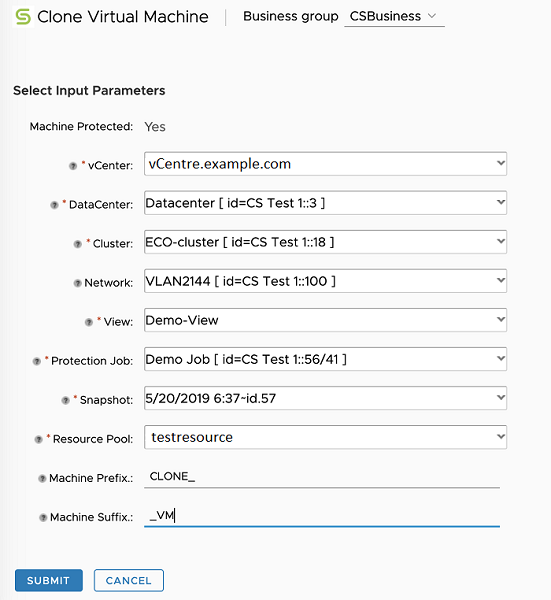 Clone Virtual Machine Business group CSBusiness
Select Input Parameters
Machine Protected: Yes
* vCenter: vCentre.example.com
* DataCenter: Datacenter [ id=CS Test 1::3 ]
* Cluster: ECO-cluster [ id=CS Test 1::18 ]
Network: VLAN2144 [ id=CS Test 1::100 ]
* View: Demo-View
* Protection Job: Demo Job [ id=CS Test 1::56/41 ]
* Snapshot: 5/20/2019 6:37~id.57
* Resource Pool: testresource
Machine Prefix.: CLONE_
Machine Suffix.: _VM
SUBMIT CANCEL